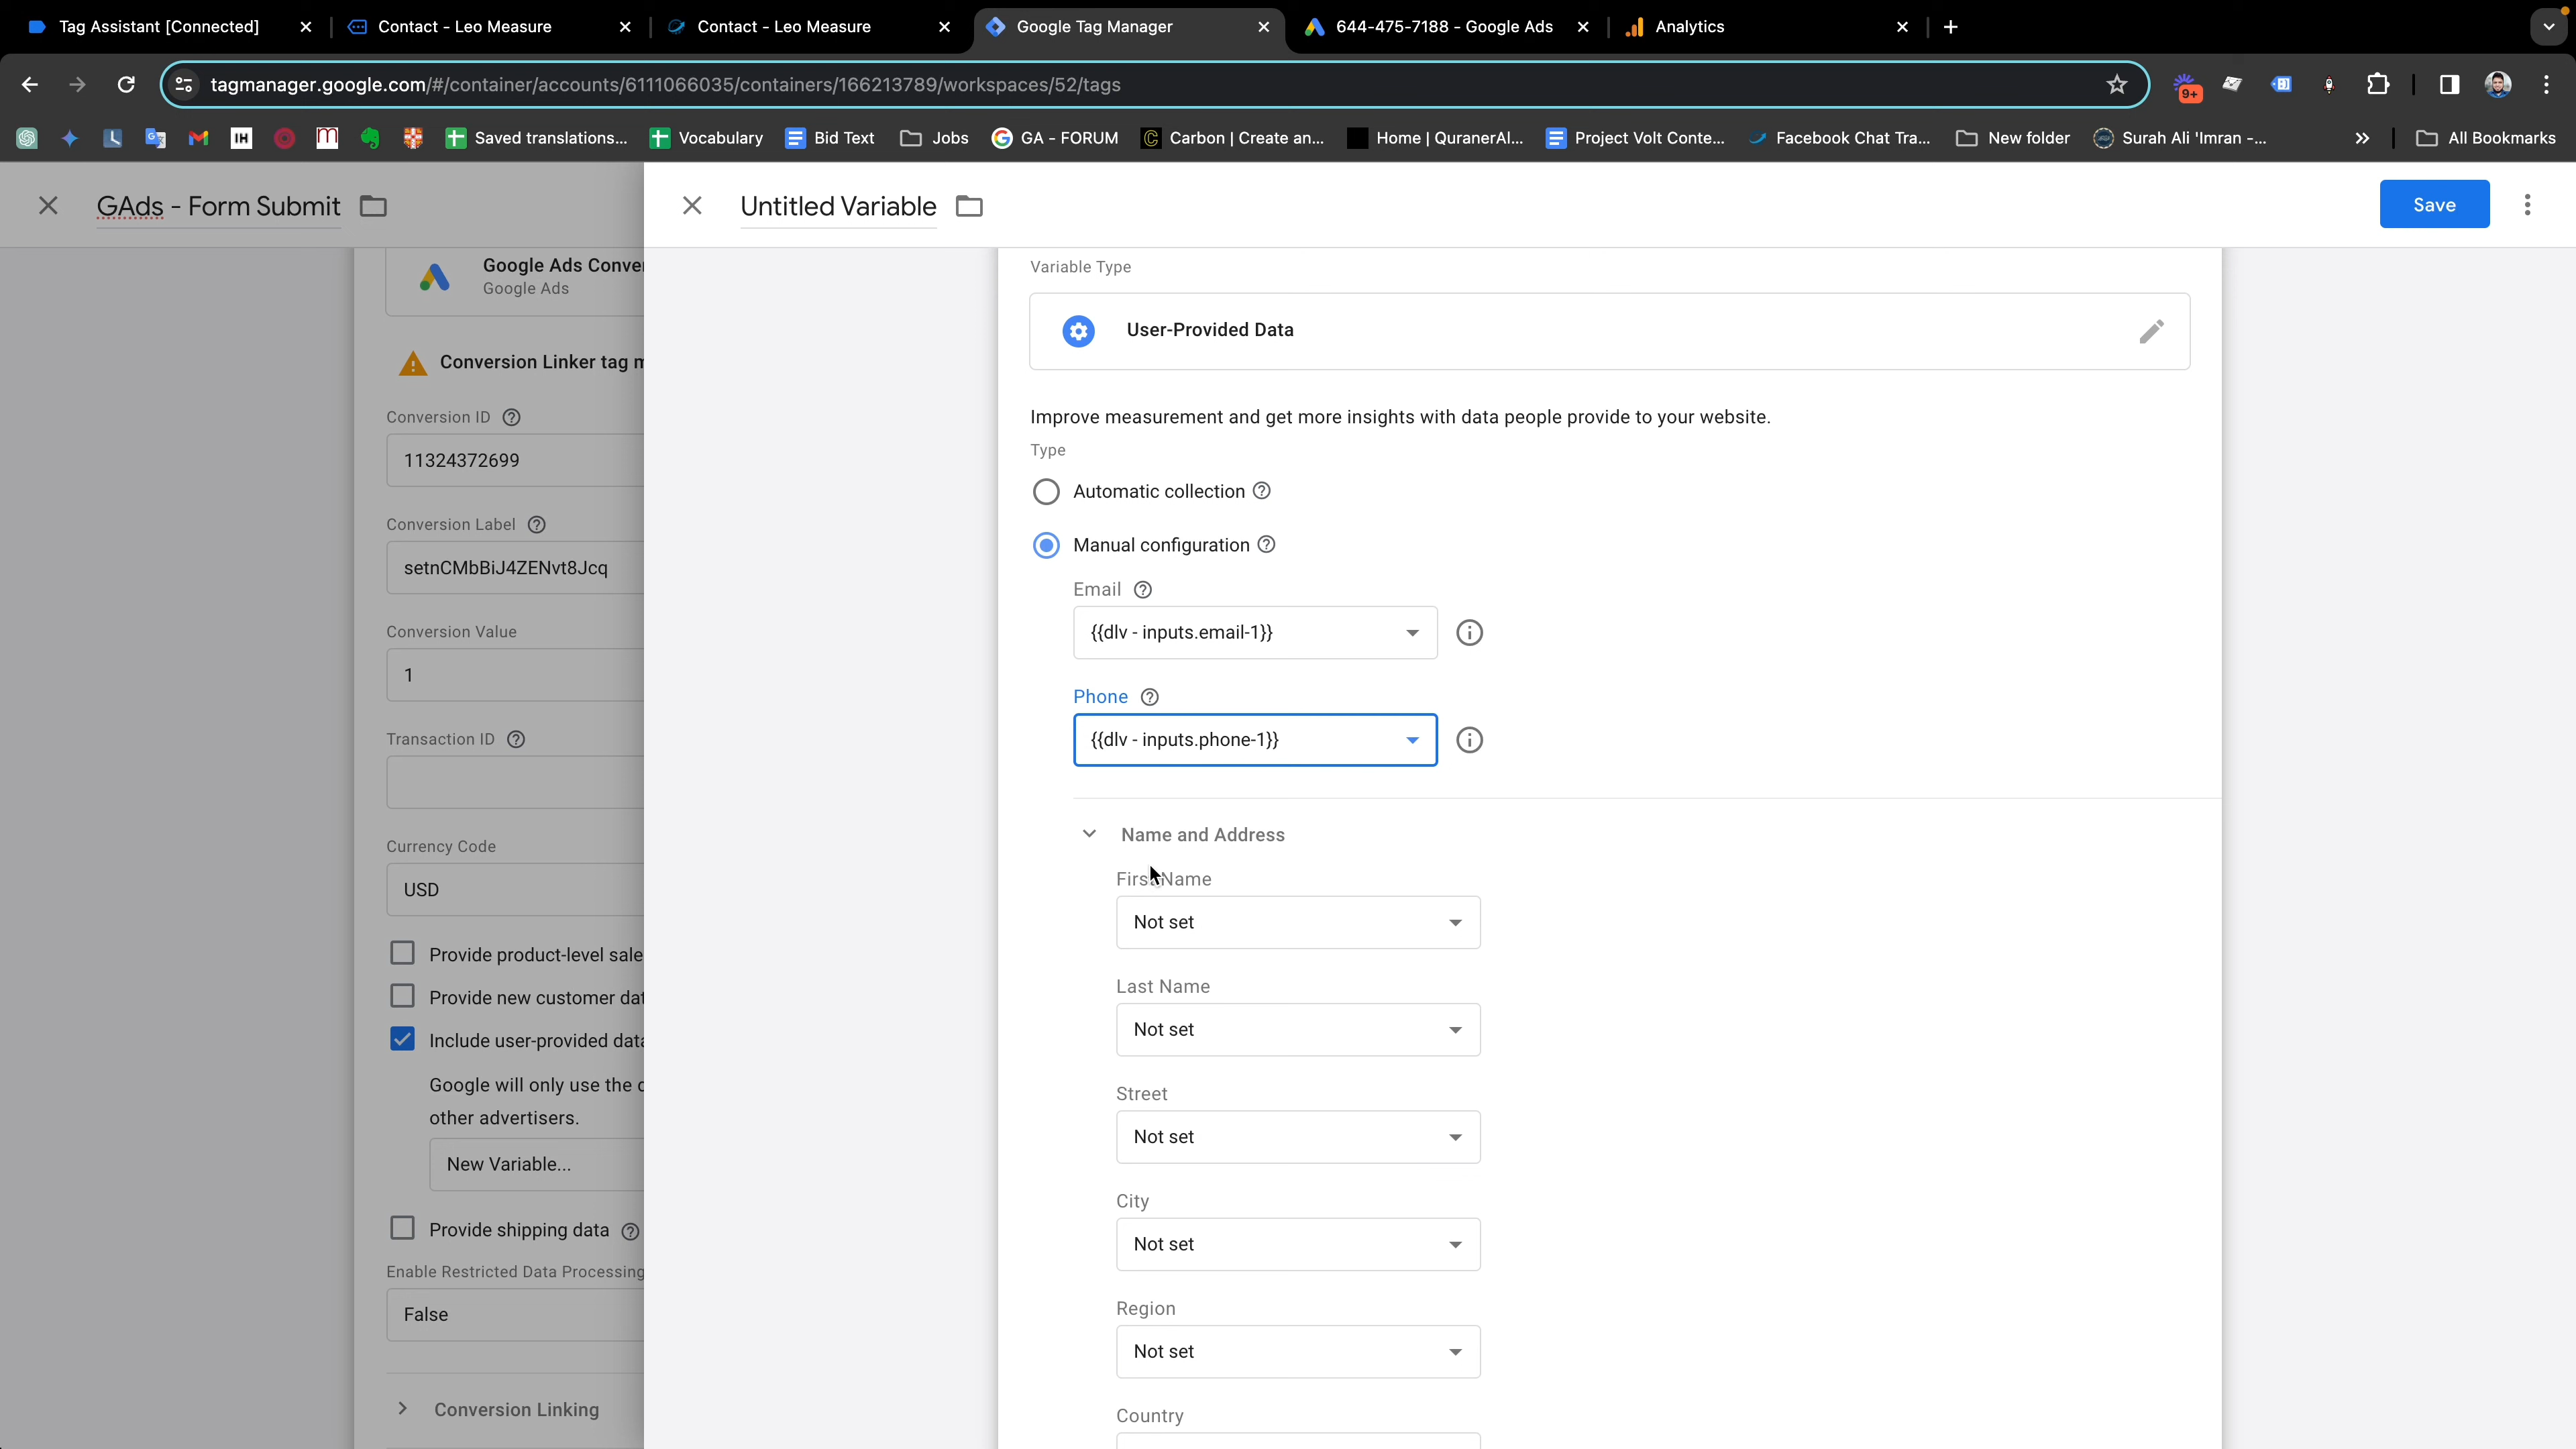 Tag Assistant [Connected]
Contact - Leo Measure
Contact - Leo Measure
Google Tag Manager
644-475-7188 - Google Ads
Analytics
tagmanager.google.com/#/container/accounts/6111066035/containers/166213789/workspaces/52/tags
9+
Saved translations...
Vocabulary
Bid Text
Jobs
GA - FORUM
Carbon | Create an...
Home | QuranerAl...
Project Volt Conte...
Facebook Chat Tra...
New folder
Surah Ali 'Imran -...
All Bookmarks
GAds - Form Submit
Untitled Variable
Save
Google Ads Conver
Google Ads
Conversion Linker tag m
Conversion ID
11324372699
Conversion Label
setnCMbBiJ4ZENvt8Jcq
Conversion Value
1
Transaction ID
Currency Code
USD
Provide product-level sale
Provide new customer dat
Include user-provided data
Google will only use the
other advertisers.
New Variable...
Provide shipping data
Enable Restricted Data Processing
False
Conversion Linking
Variable Type
User-Provided Data
Improve measurement and get more insights with data people provide to your website.
Type
Automatic collection
Manual configuration
Email
{{dlv - inputs.email-1}}
Phone
{{dlv - inputs.phone-1}}
Name and Address
First Name
Not set
Last Name
Not set
Street
Not set
City
Not set
Region
Not set
Country